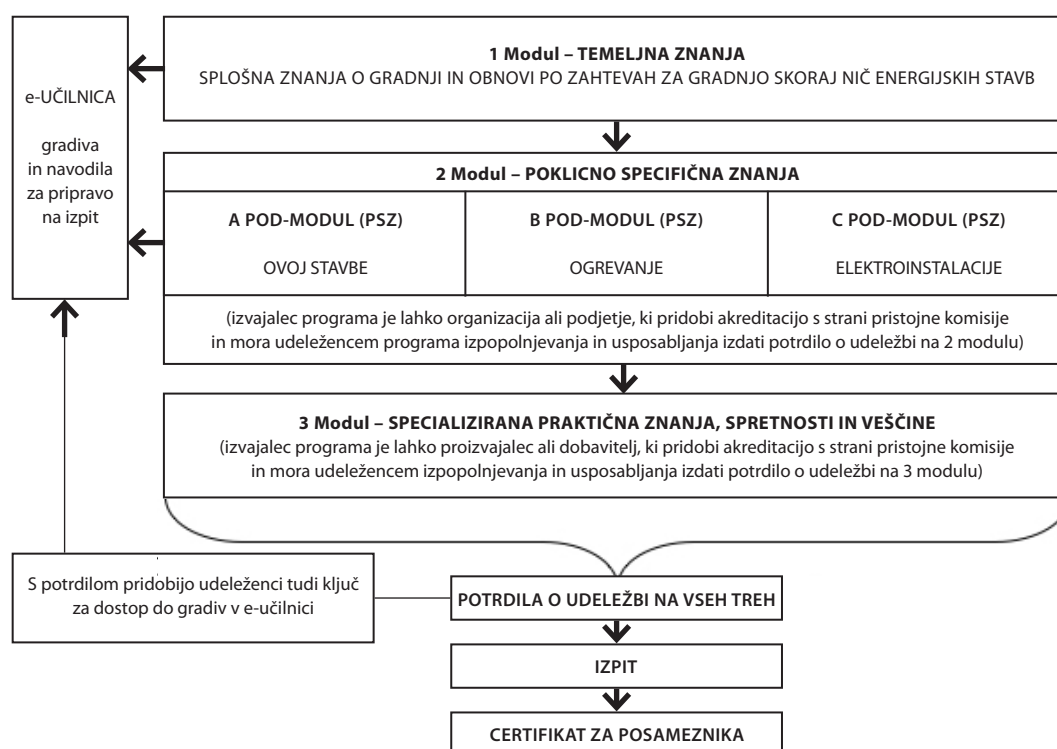 1 Modul – TEMELJNA ZNANJA
SPLOŠNA ZNANJA O GRADNJI IN OBNOVI PO ZAHTEVAH ZA GRADNJO SKORAJ NIČ ENERGIJSKIH STAVB
e-UČILNICA
gradiva
in navodila
za pripravo
na izpit
2 Modul – POKLICNO SPECIFIČNA ZNANJA
A POD-MODUL (PSZ)
OVOJ STAVBE
B POD-MODUL (PSZ)
OGREVANJE
C POD-MODUL (PSZ)
ELEKTROINSTALACIJE
(izvajalec programa je lahko organizacija ali podjetje, ki pridobi akreditacijo s strani pristojne komisije
in mora udeležencem programa izpopolnjevanja in usposabljanja izdati potrdilo o udeležbi na 2 modulu)
3 Modul – SPECIALIZIRANA PRAKTIČNA ZNANJA, SPRETNOSTI IN VEŠČINE
(izvajalec programa je lahko proizvajalec ali dobavitelj, ki pridobi akreditacijo s strani pristojne komisije
in mora udeležencem izpopolnjevanja in usposabljanja izdati potrdilo o udeležbi na 3 modulu)
S potrdilom pridobijo udeleženci tudi ključ
za dostop do gradiv v e-učilnici
POTRDILA O UDELEŽBI NA VSEH TREH
IZPIT
CERTIFIKAT ZA POSAMEZNIKA